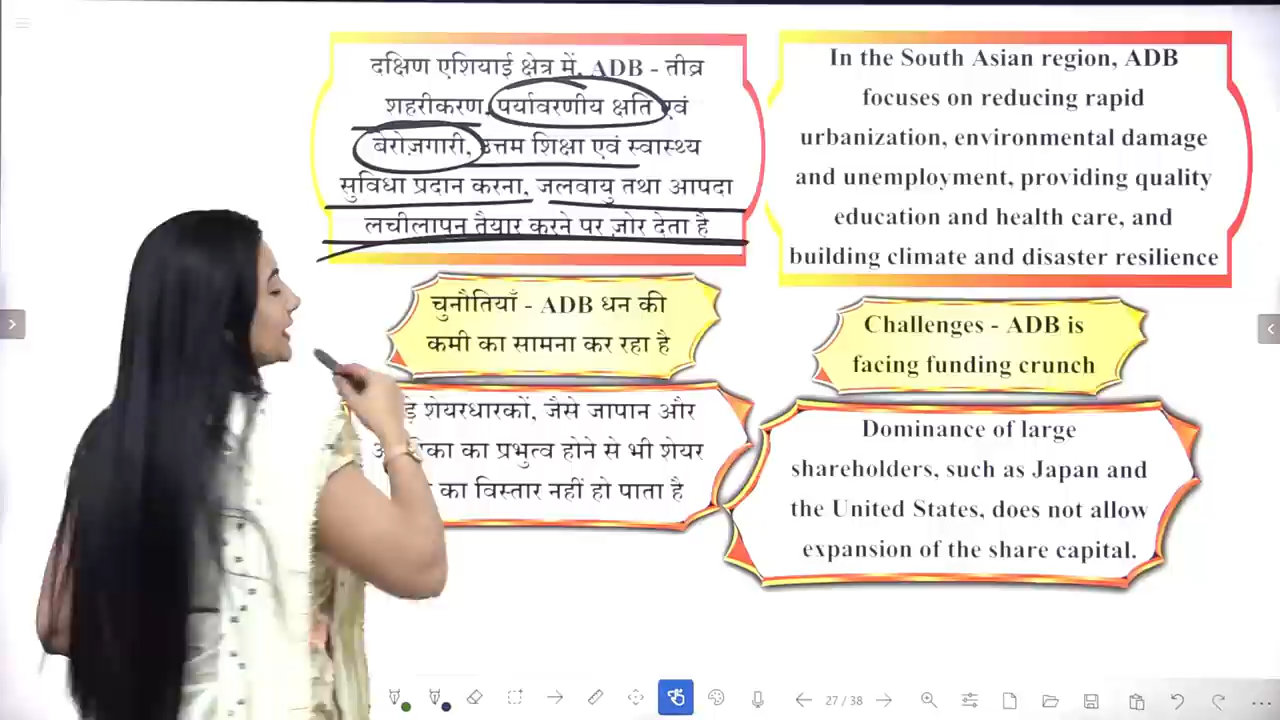 दक्षिण एशियाई क्षेत्र में, ADB - तीव्र
शहरीकरण, पर्यावरणीय क्षति एवं
बेरोज़गारी, उत्तम शिक्षा एवं स्वास्थ्य
सुविधा प्रदान करना, जलवायु तथा आपदा
लचीलापन तैयार करने पर ज़ोर देता है
चुनौतियाँ - ADB धन की
कमी का सामना कर रहा है
शेयरधारकों, जैसे जापान और
का प्रभुत्व होने से भी शेयर
का विस्तार नहीं हो पाता है
In the South Asian region, ADB
focuses on reducing rapid
urbanization, environmental damage
and unemployment, providing quality
education and health care, and
building climate and disaster resilience
Challenges - ADB is
facing funding crunch
Dominance of large
shareholders, such as Japan and
the United States, does not allow
expansion of the share capital.
27 / 38